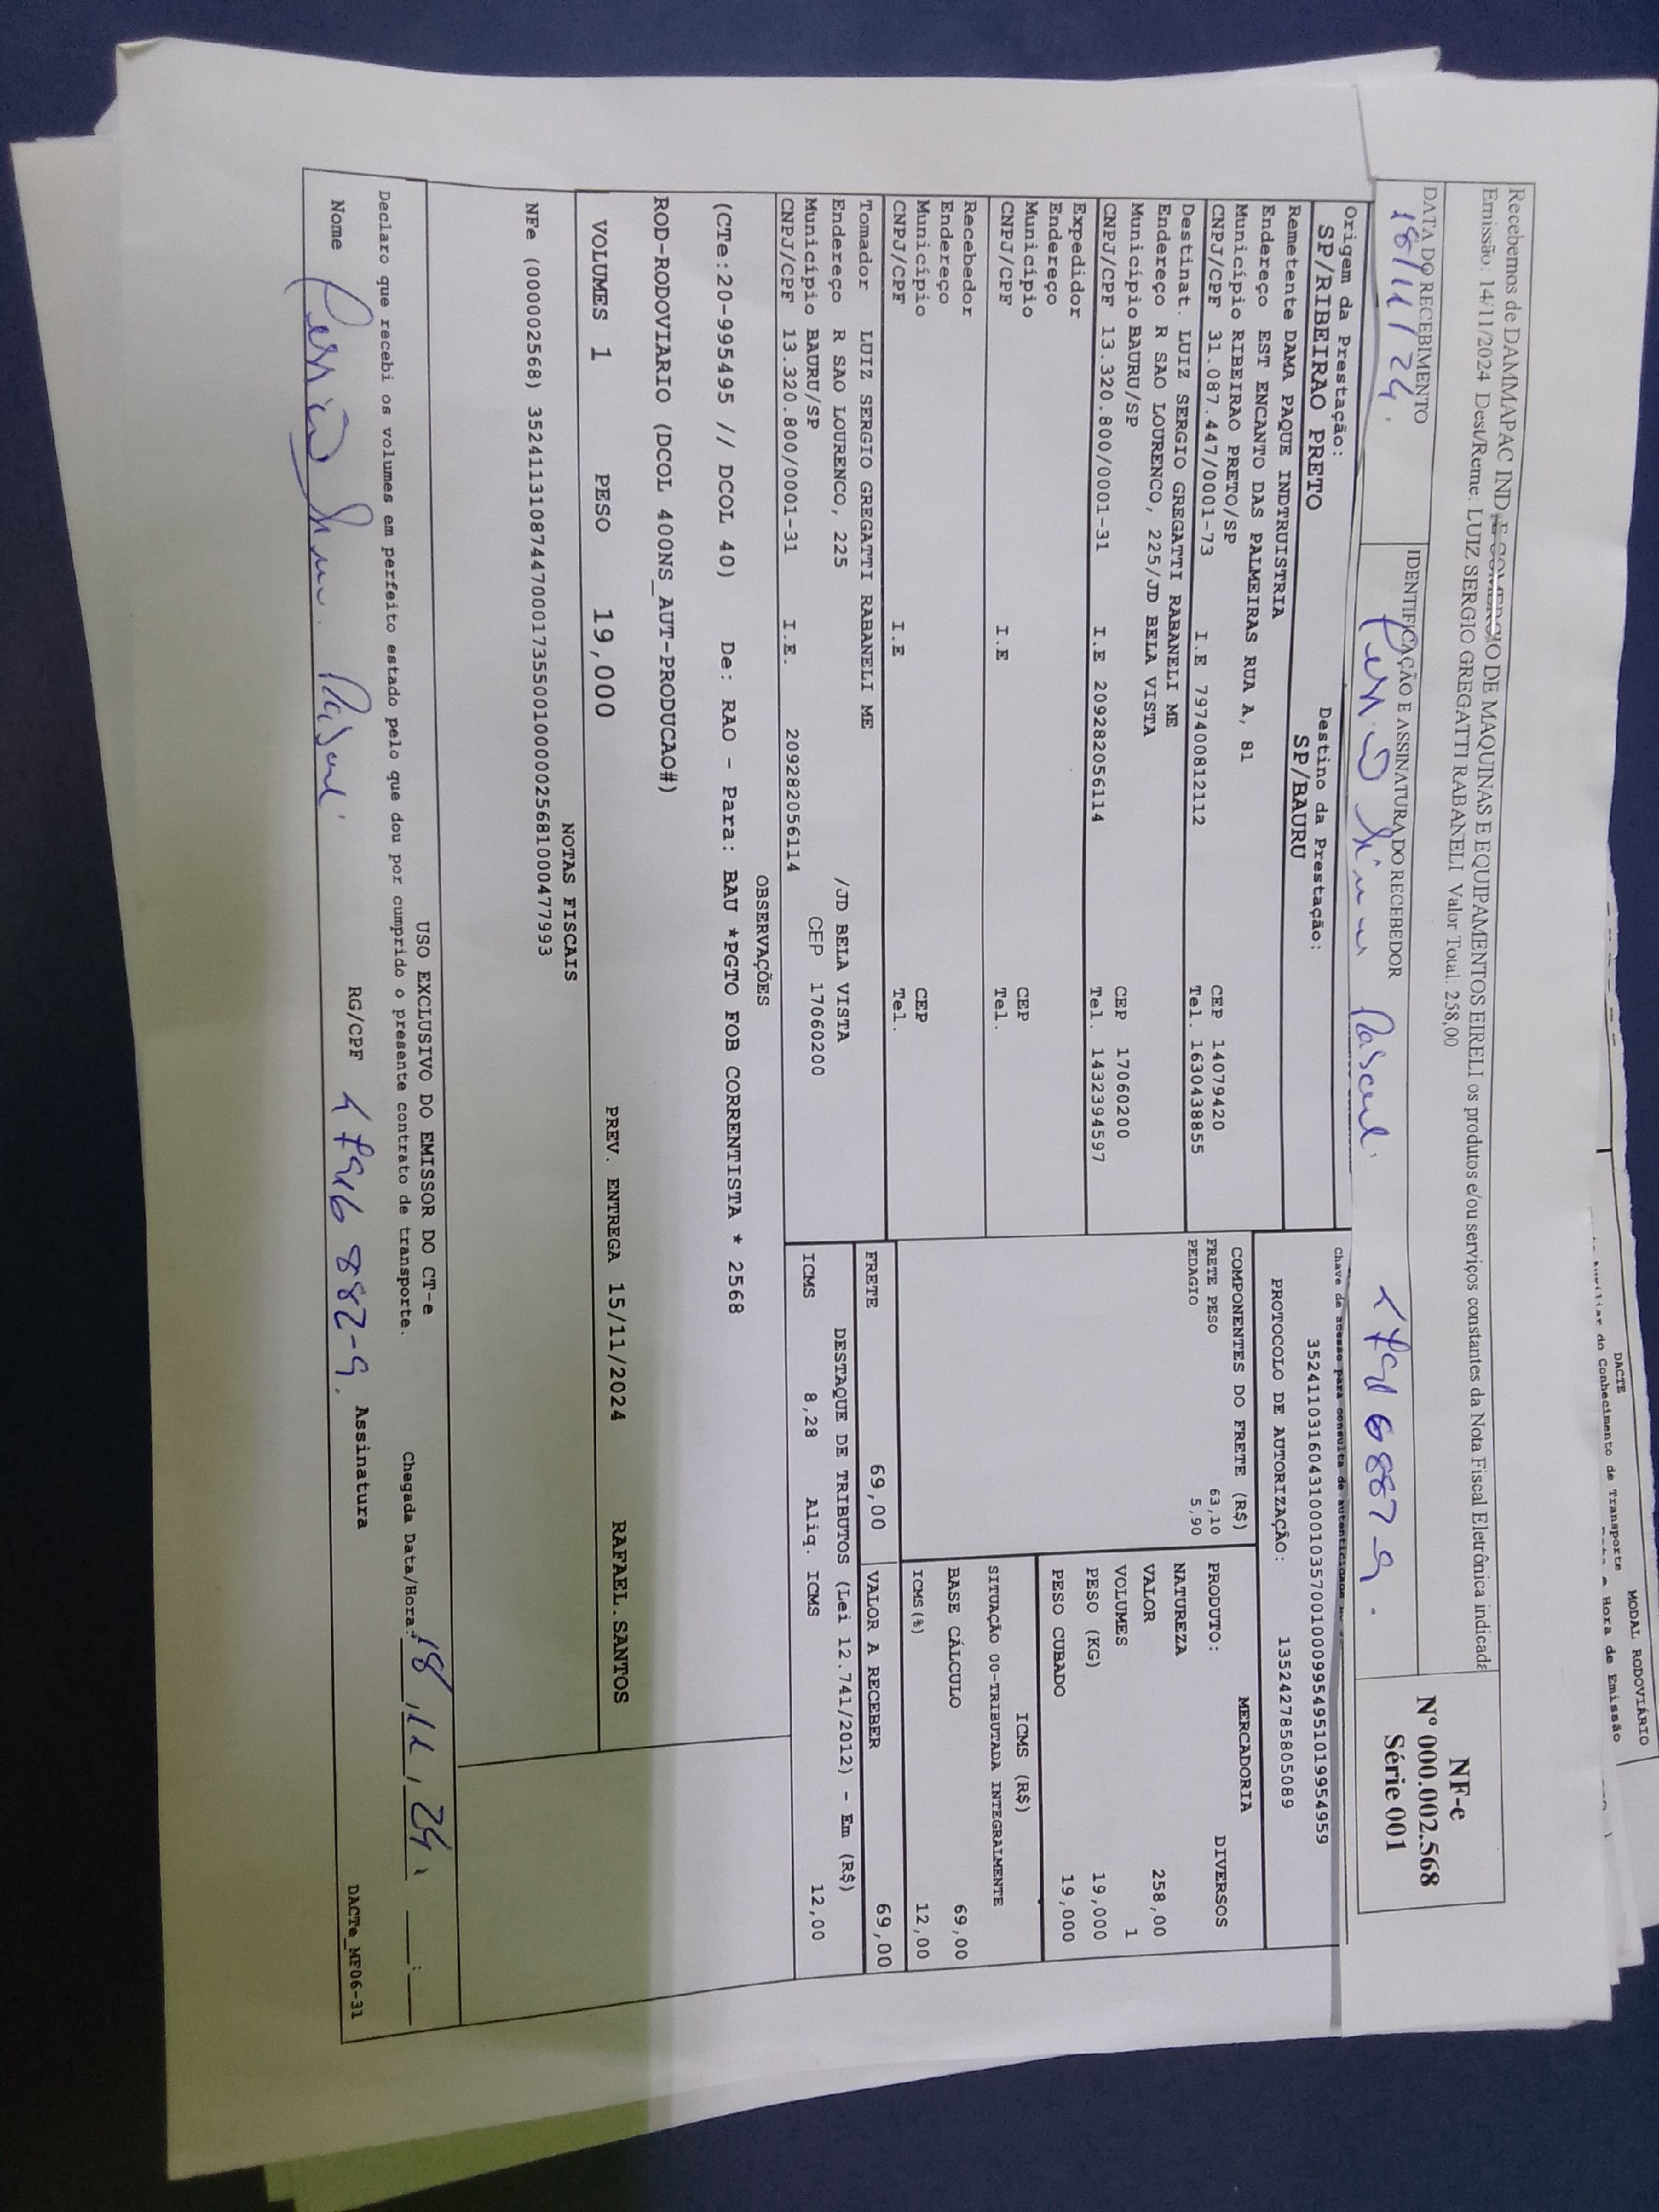 MODAL RODOVIÁRIO
DACTE
do Conhecimento de Transporte
Hora de Emissão
Recebemos de DAMMAPAC IND E COMERCIO DE MAQUINAS E EQUIPAMENTOS EIRELI os produtos e/ou serviços constantes da Nota Fiscal Eletrônica indicada
Emissão: 14/11/2024 Dest/Reme: LUIZ SERGIO GREGATTI RABANELI Valor Total: 258,00
NF-e
Nº 000.002.568
Série 001
DATA DO RECEBIMENTO
18/11/24.
IDENTIFICAÇÃO E ASSINATURA DO RECEBEDOR
Origem da Prestação:
SP/RIBEIRAO PRETO
Destino da Prestação:
SP/BAURU
Chave de acesso para consulta de autenticidade
35241103160431000103570010009954951019954959
PROTOCOLO DE AUTORIZAÇÃO: 135242785805089
Remetente DAMA PAQUE INDTRUISTRIA
Endereço EST ENCANTO DAS PALMEIRAS RUA A, 81
Município RIBEIRAO PRETO/SP CEP 14079420
CNPJ/CPF 31.087.447/0001-73 I.E 797400812112 Tel. 1630438855
Destinat. LUIZ SERGIO GREGATTI RABANELI ME
Endereço R SAO LOURENCO, 225/JD BELA VISTA
Município BAURU/SP CEP 17060200
CNPJ/CPF 13.320.800/0001-31 I.E 209282056114 Tel. 1432394597
Expedidor
Endereço
Município CEP
CNPJ/CPF I.E Tel.
Recebedor
Endereço
Município CEP
CNPJ/CPF I.E Tel.
Tomador LUIZ SERGIO GREGATTI RABANELI ME
Endereço R SAO LOURENCO, 225 /JD BELA VISTA
Município BAURU/SP CEP 17060200
CNPJ/CPF 13.320.800/0001-31 I.E. 209282056114
COMPONENTES DO FRETE (R$)
FRETE PESO 63,10
PEDAGIO 5,90
MERCADORIA
PRODUTO: DIVERSOS
NATUREZA
VALOR 258,00
VOLUMES 1
PESO (KG) 19,000
PESO CUBADO 19,000
ICMS (R$)
SITUAÇÃO 00-TRIBUTADA INTEGRALMENTE
BASE CÁLCULO 69,00
ICMS(%) 12,00
FRETE 69,00
VALOR A RECEBER 69,00
DESTAQUE DE TRIBUTOS (Lei 12.741/2012) - Em (R$)
ICMS 8,28 Aliq. ICMS 12,00
OBSERVAÇÕES
(CTe:20-995495 // DCOL 40) De: RAO - Para: BAU *PGTO FOB CORRENTISTA * 2568
ROD-RODOVIARIO (DCOL 400NS_AUT-PRODUCAO#)
VOLUMES 1 PESO 19,000 PREV. ENTREGA 15/11/2024 RAFAEL.SANTOS
NOTAS FISCAIS
NFe (000002568) 35241131087447000173550010000025681000477993
USO EXCLUSIVO DO EMISSOR DO CT-e
Declaro que recebi os volumes em perfeito estado pelo que dou por cumprido o presente contrato de transporte. Chegada Data/Hora: 18/11/24. __:__
Nome RG/CPF Assinatura
DACTe_MF06-31